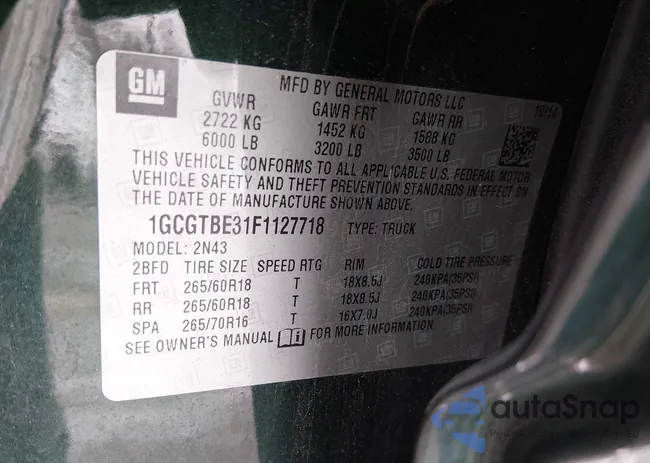 GM
MFD BY GENERAL MOTORS LLC
10/14
GVWR GAWR FRT GAWR RR
2722 KG 1452 KG 1588 KG
6000 LB 3200 LB 3500 LB
THIS VEHICLE CONFORMS TO ALL APPLICABLE U.S. FEDERAL MOTOR
VEHICLE SAFETY AND THEFT PREVENTION STANDARDS IN EFFECT ON
THE DATE OF MANUFACTURE SHOWN ABOVE.
1GCGTBE31F1127718 TYPE: TRUCK
MODEL: 2N43
2BFD TIRE SIZE SPEED RTG RIM COLD TIRE PRESSURE
FRT 265/60R18 T 18X8.5J 240KPA(35PSI)
RR 265/60R18 T 18X8.5J 240KPA(35PSI)
SPA 265/70R16 T 16X7.0J 240KPA(35PSI)
SEE OWNER'S MANUAL FOR MORE INFORMATION.
autoSnap